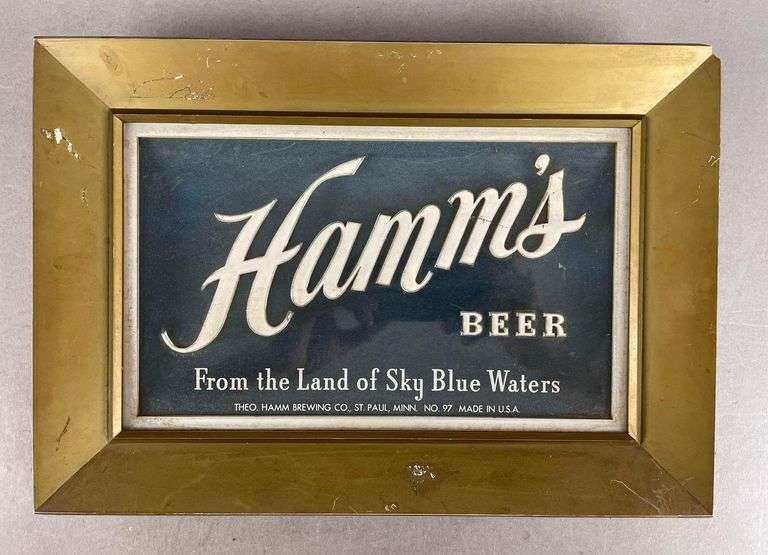 Hamm's
BEER
From the Land of Sky Blue Waters
THEO. HAMM BREWING CO., ST. PAUL, MINN. NO. 97 MADE IN U.S.A.